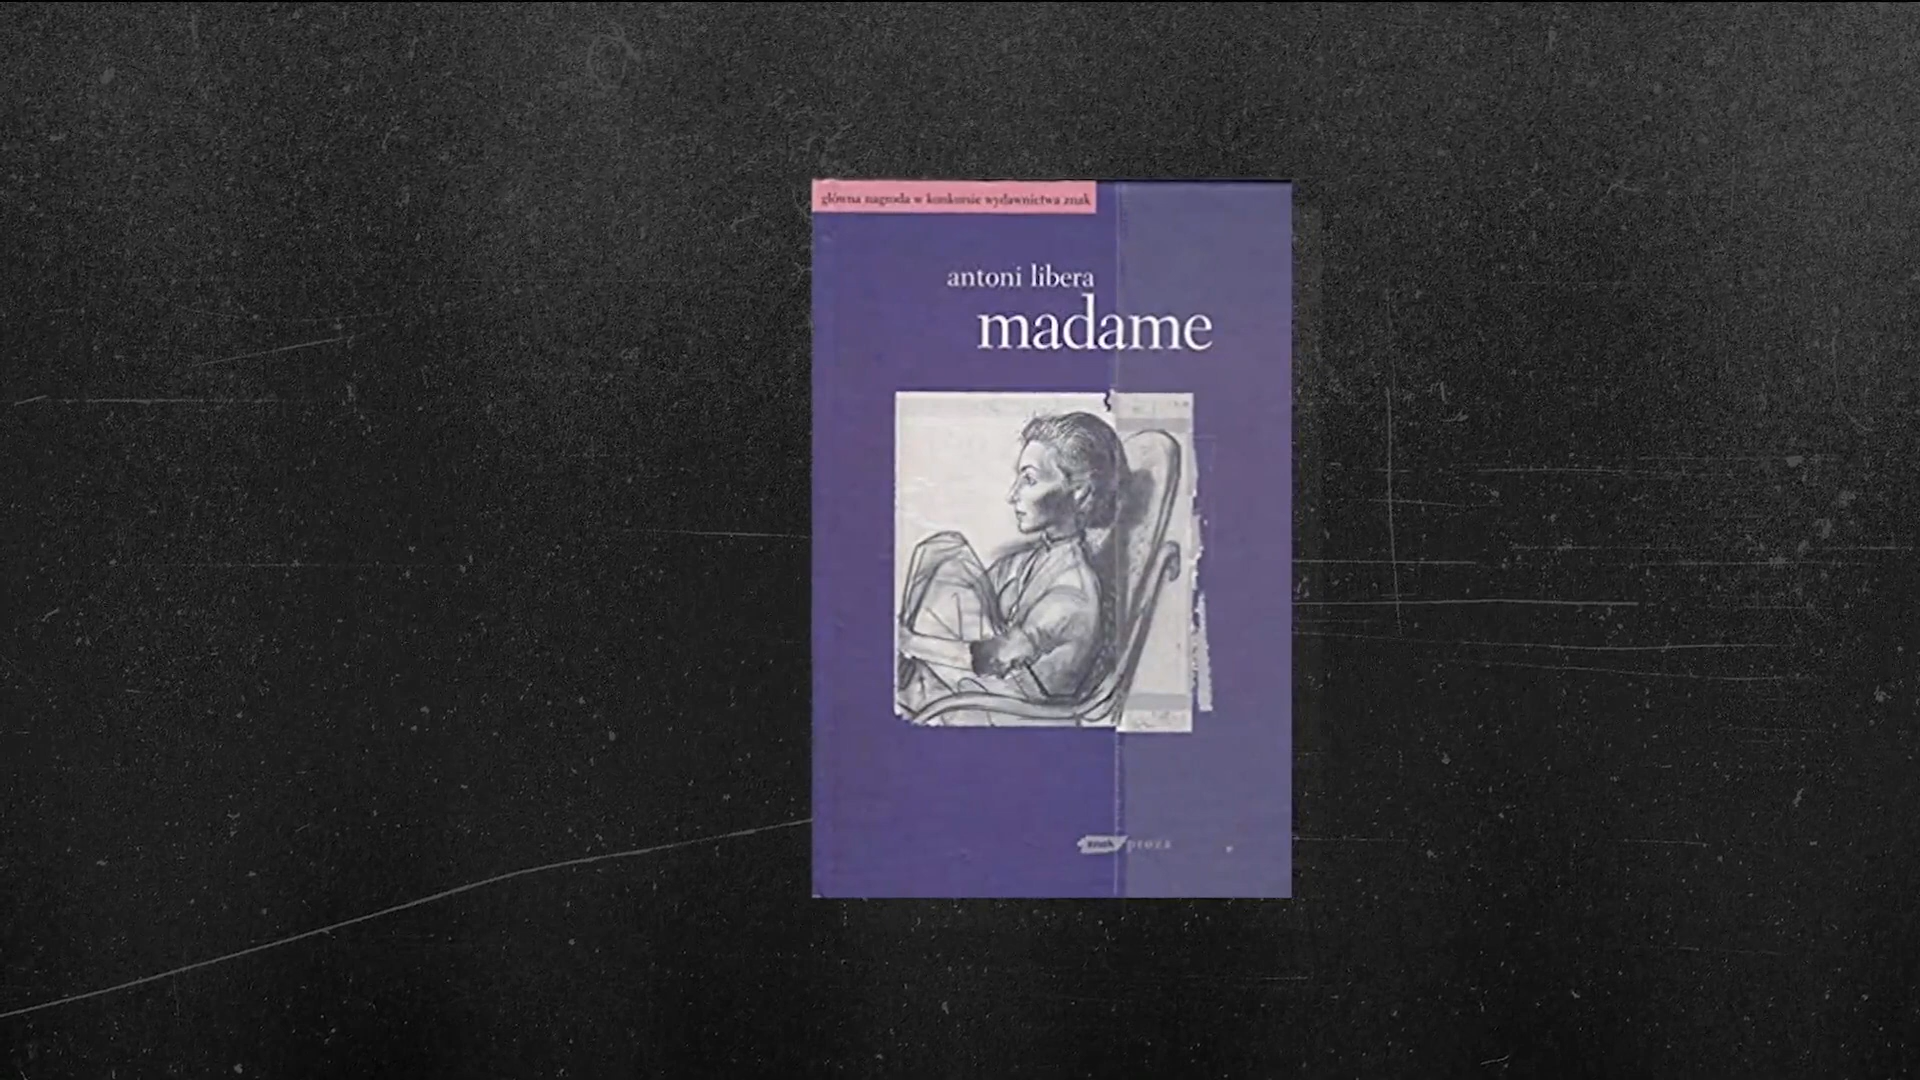 główna nagroda w konkursie wydawnictwa znak
antoni libera
madame
znak proza